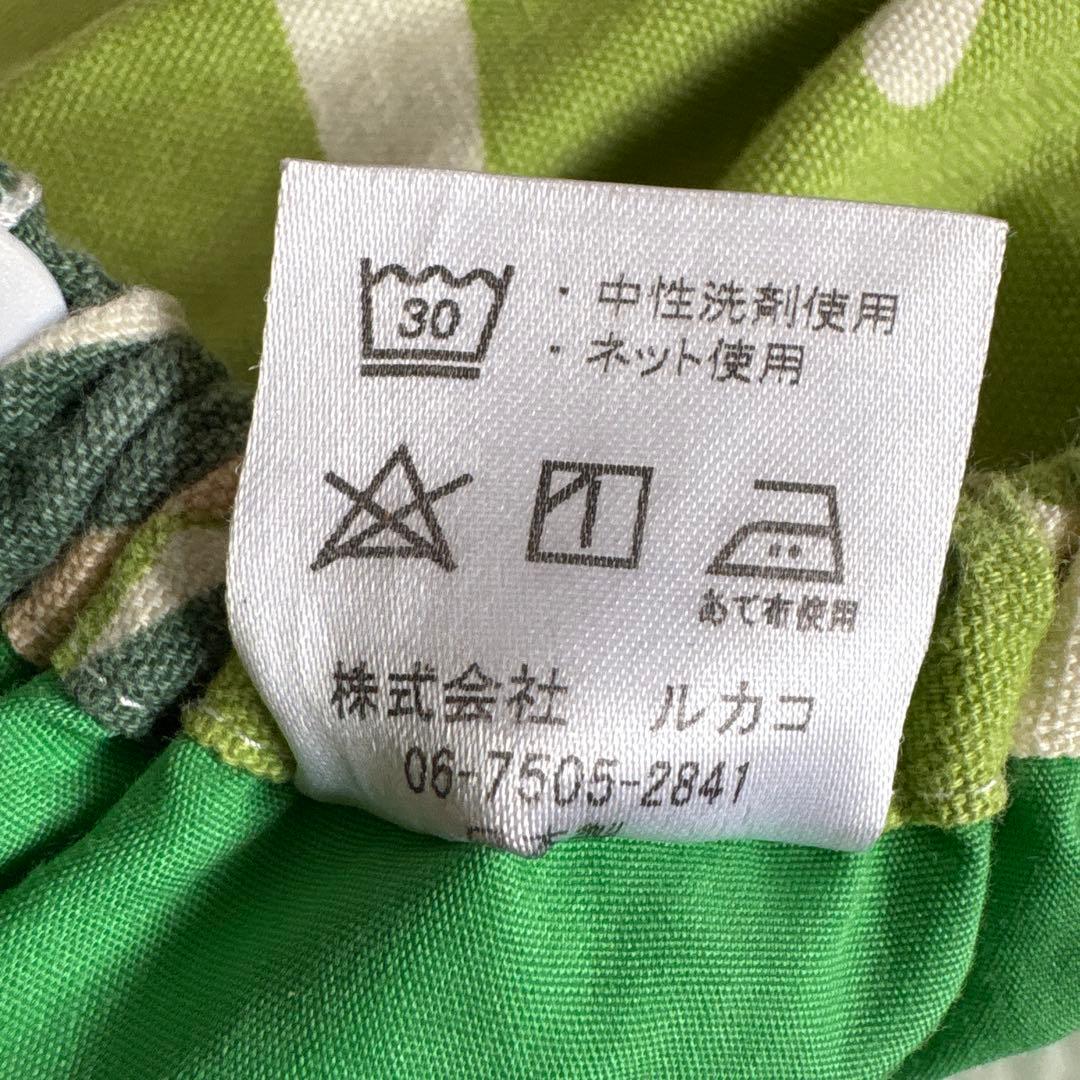 30
・中性洗剤使用
・ネット使用
あて布使用
株式会社 ルカコ
06-7505-2841